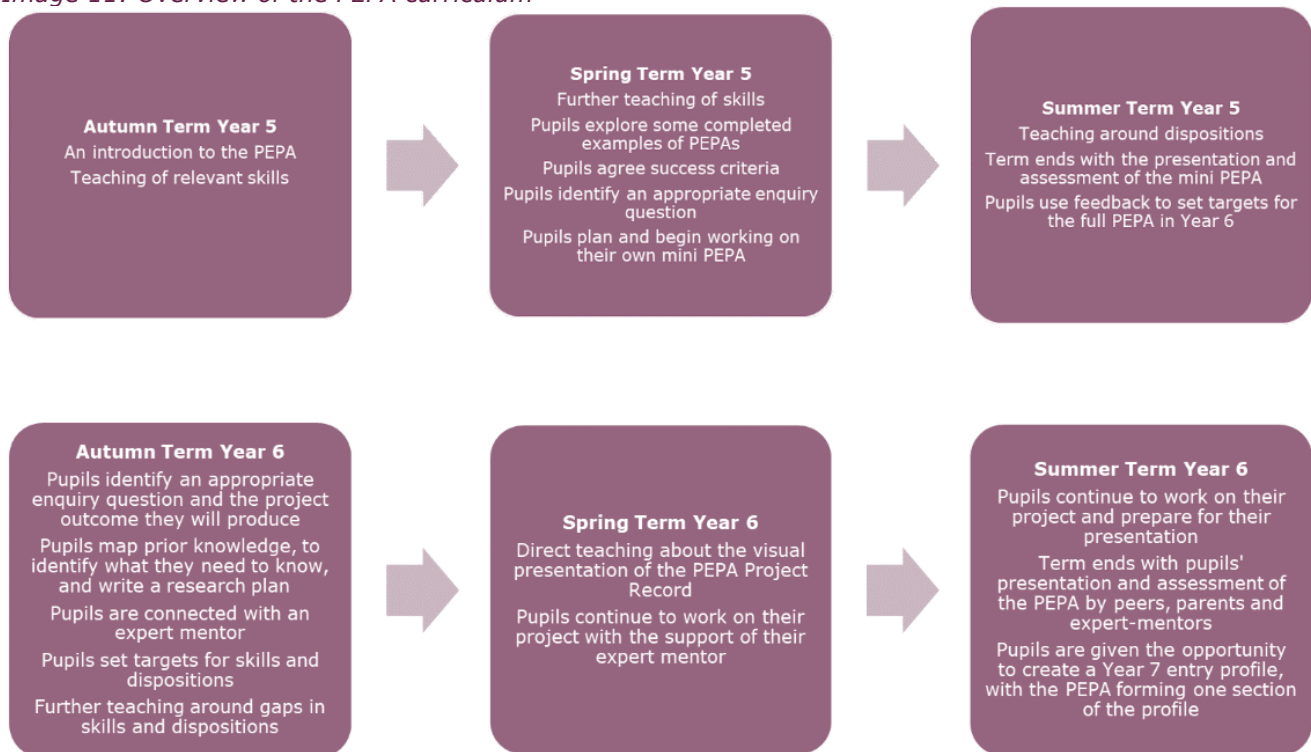 Image 11: Overview of the PEPA curriculum
Autumn Term Year 5
An introduction to the PEPA
Teaching of relevant skills
Spring Term Year 5
Further teaching of skills
Pupils explore some completed
examples of PEPAs
Pupils agree success criteria
Pupils identify an appropriate enquiry
question
Pupils plan and begin working on
their own mini PEPA
Summer Term Year 5
Teaching around dispositions
Term ends with the presentation and
assessment of the mini PEPA
Pupils use feedback to set targets for
the full PEPA in Year 6
Autumn Term Year 6
Pupils identify an appropriate
enquiry question and the project
outcome they will produce
Pupils map prior knowledge, to
identify what they need to know,
and write a research plan
Pupils are connected with an
expert mentor
Pupils set targets for skills and
dispositions
Further teaching around gaps in
skills and dispositions
Spring Term Year 6
Direct teaching about the visual
presentation of the PEPA Project
Record
Pupils continue to work on their
project with the support of their
expert mentor
Summer Term Year 6
Pupils continue to work on their
project and prepare for their
presentation
Term ends with pupils'
presentation and assessment of
the PEPA by peers, parents and
expert-mentors
Pupils are given the opportunity
to create a Year 7 entry profile,
with the PEPA forming one section
of the profile